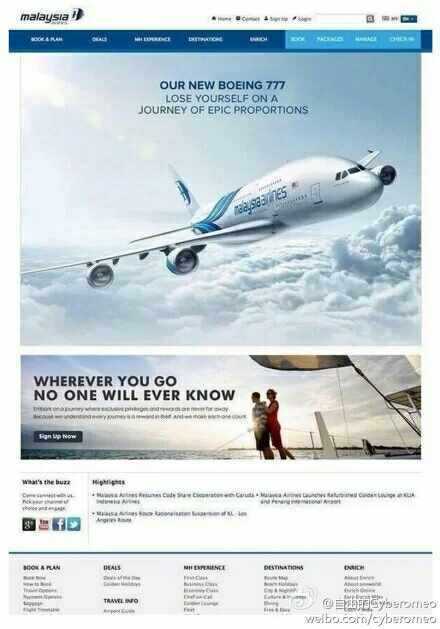 malaysia
Home
Contact
Sign Up
Login
BOOK & PLAN
DEALS
MH EXPERIENCE
DESTINATIONS
ENRICH
BOOK
PACKAGES
MANAGE
CHECK-IN
OUR NEW BOEING 777
LOSE YOURSELF ON A
JOURNEY OF EPIC PROPORTIONS
malaysia airlines
WHEREVER YOU GO
NO ONE WILL EVER KNOW
Embark on a journey where exclusive privileges and rewards are never far away.
Because we understand every journey is a reward in itself. And we make each one count.
Sign Up Now
What's the buzz
Come connect with us.
Pick your channel of
choice and engage.
You Tube
Highlights
• Malaysia Airlines Resumes Code Share Cooperation with Garuda
Indonesia Airlines
• Malaysia Airlines Route Rationalisation Suspension of KL - Los
Angeles Route
• Malaysia Airlines Launches Refurbished Golden Lounge at KLIA
and Penang International Airport
BOOK & PLAN
Book Now
How to Book
Travel Options
Payment Options
Baggage
Flight Timetable
DEALS
Deals of the Day
Golden Holidays
TRAVEL INFO
Airport Guide
MH EXPERIENCE
First Class
Business Class
Economy Class
Chef-on-Call
Golden Lounge
Fleet
DESTINATIONS
Route Map
Beach Holidays
City & Nightlife
Culture & Indulge
Dining
ENRICH
About Enrich
About oneworld
Enrich Online
weibo.com/cyberomeo